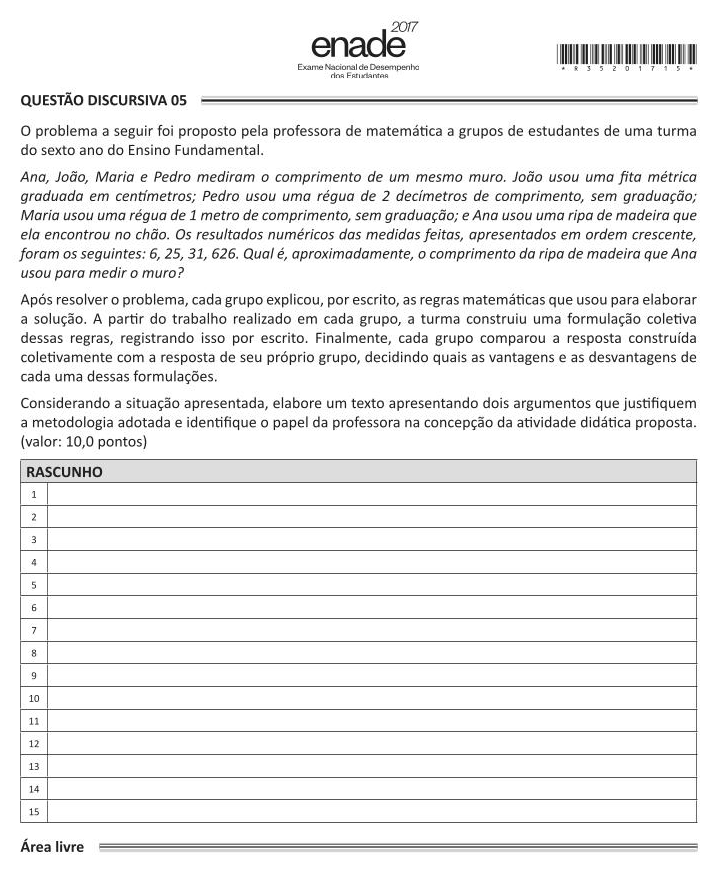 2017
enade
Exame Nacional de Desempenho
dos Estudantes
* R 3 5 2 0 1 7 1 5 *
QUESTÃO DISCURSIVA 05
O problema a seguir foi proposto pela professora de matemática a grupos de estudantes de uma turma
do sexto ano do Ensino Fundamental.
Ana, João, Maria e Pedro mediram o comprimento de um mesmo muro. João usou uma fita métrica
graduada em centímetros; Pedro usou uma régua de 2 decímetros de comprimento, sem graduação;
Maria usou uma régua de 1 metro de comprimento, sem graduação; e Ana usou uma ripa de madeira que
ela encontrou no chão. Os resultados numéricos das medidas feitas, apresentados em ordem crescente,
foram os seguintes: 6, 25, 31, 626. Qual é, aproximadamente, o comprimento da ripa de madeira que Ana
usou para medir o muro?
Após resolver o problema, cada grupo explicou, por escrito, as regras matemáticas que usou para elaborar
a solução. A partir do trabalho realizado em cada grupo, a turma construiu uma formulação coletiva
dessas regras, registrando isso por escrito. Finalmente, cada grupo comparou a resposta construída
coletivamente com a resposta de seu próprio grupo, decidindo quais as vantagens e as desvantagens de
cada uma dessas formulações.
Considerando a situação apresentada, elabore um texto apresentando dois argumentos que justifiquem
a metodologia adotada e identifique o papel da professora na concepção da atividade didática proposta.
(valor: 10,0 pontos)
RASCUNHO
1
2
3
4
5
6
7
8
9
10
11
12
13
14
15
Área livre